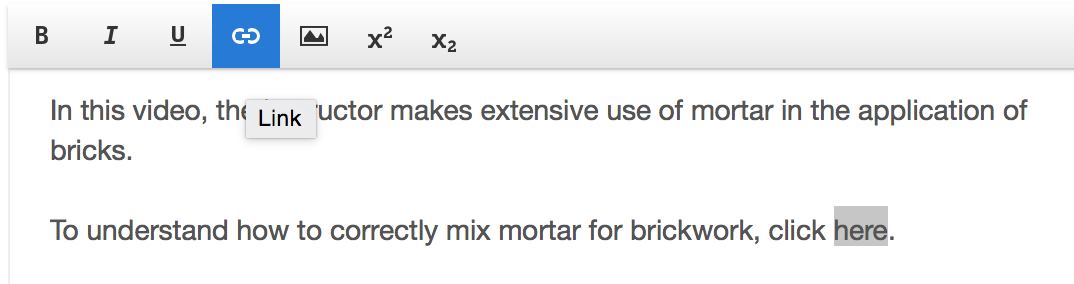 B I U x² x₂
In this video, the uctor makes extensive use of mortar in the application of
Link
bricks.
To understand how to correctly mix mortar for brickwork, click here.